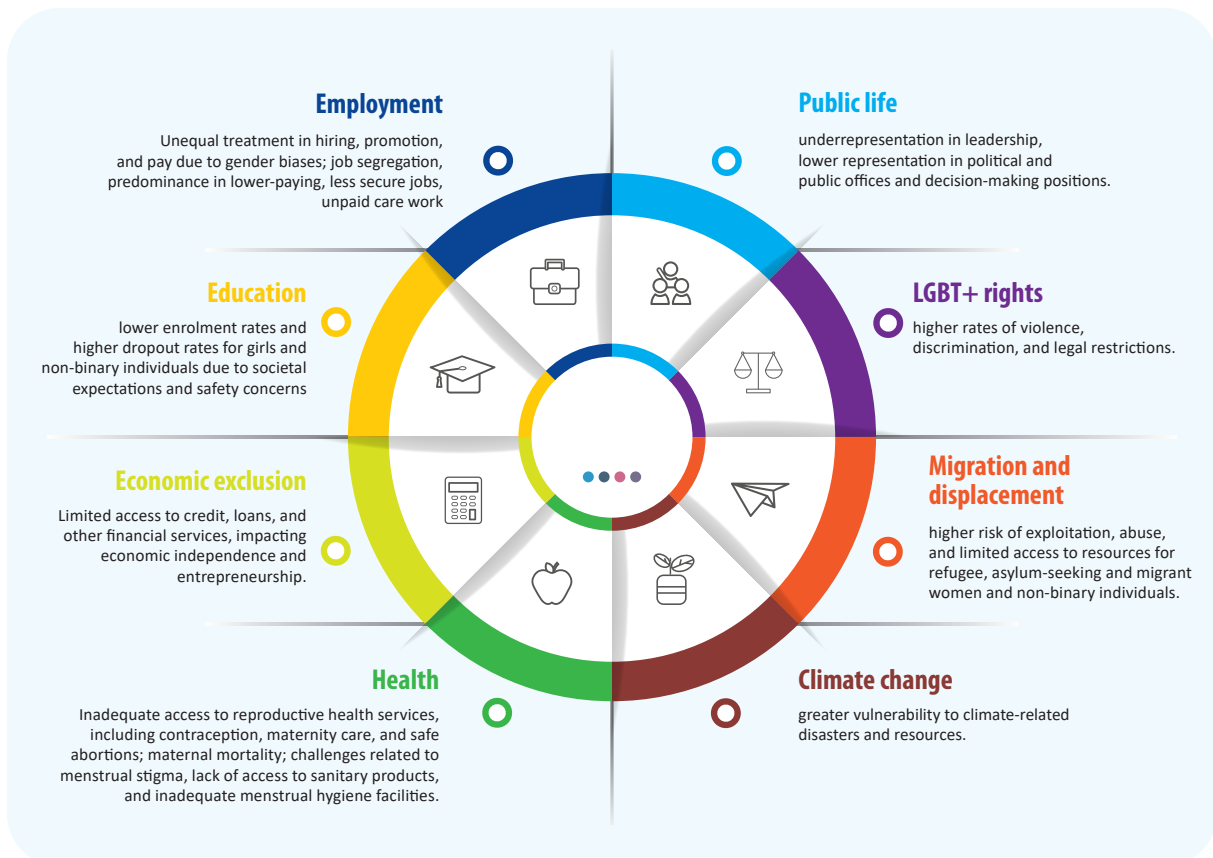 Employment
Unequal treatment in hiring, promotion,
and pay due to gender biases; job segregation,
predominance in lower-paying, less secure jobs,
unpaid care work
Public life
underrepresentation in leadership,
lower representation in political and
public offices and decision-making positions.
Education
lower enrolment rates and
higher dropout rates for girls and
non-binary individuals due to societal
expectations and safety concerns
LGBT+ rights
higher rates of violence,
discrimination, and legal restrictions.
Economic exclusion
Limited access to credit, loans, and
other financial services, impacting
economic independence and
entrepreneurship.
Migration and
displacement
higher risk of exploitation, abuse,
and limited access to resources for
refugee, asylum-seeking and migrant
women and non-binary individuals.
Health
Inadequate access to reproductive health services,
including contraception, maternity care, and safe
abortions; maternal mortality; challenges related to
menstrual stigma, lack of access to sanitary products,
and inadequate menstrual hygiene facilities.
Climate change
greater vulnerability to climate-related
disasters and resources.